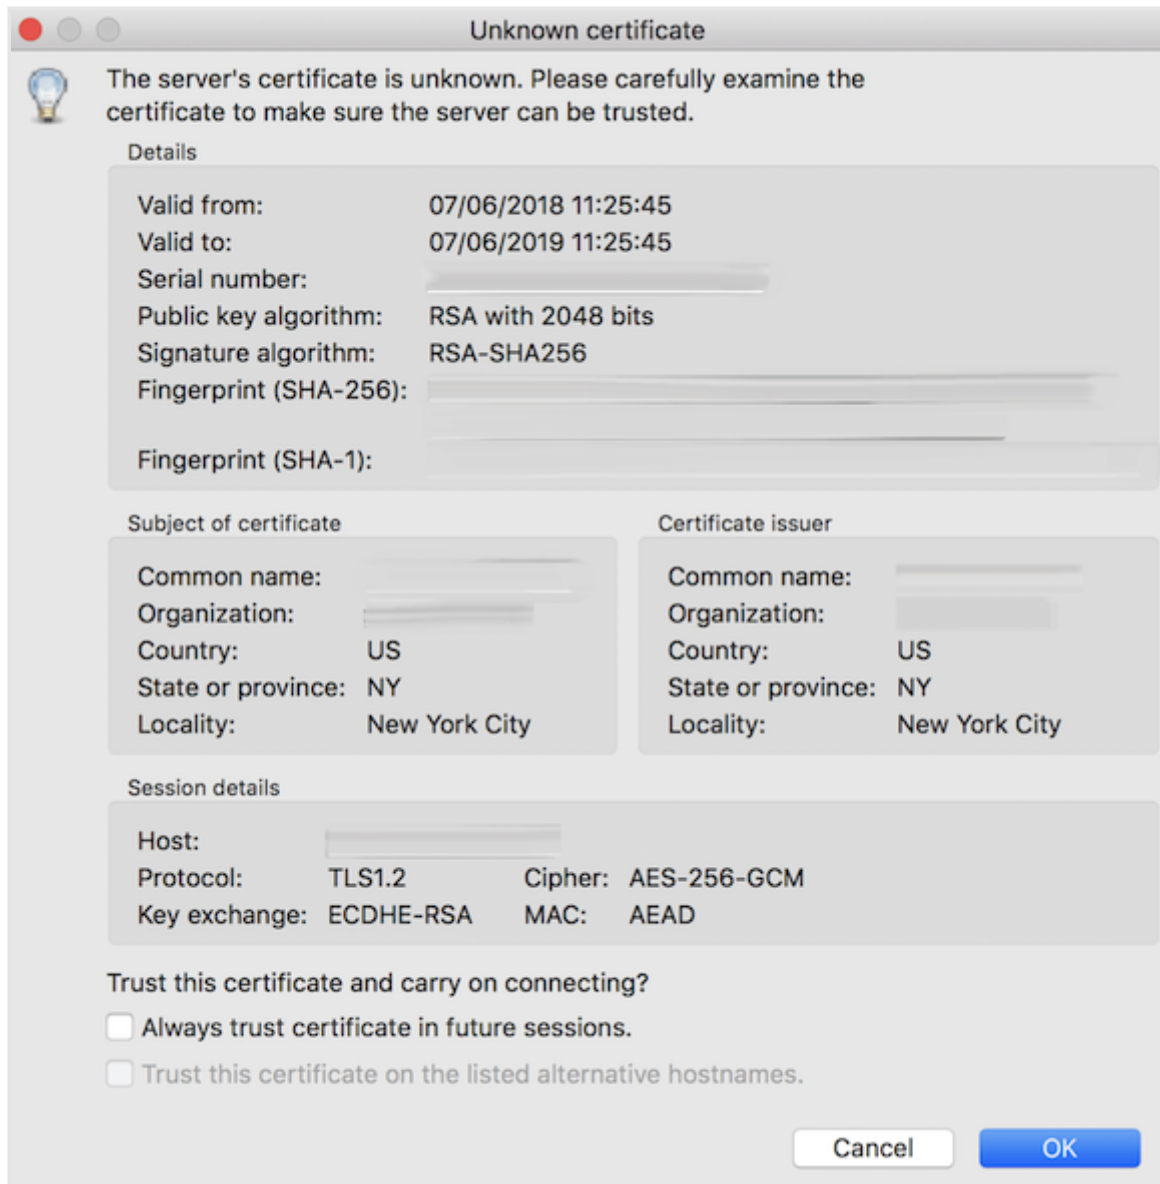 Unknown certificate
The server's certificate is unknown. Please carefully examine the
certificate to make sure the server can be trusted.
Details
Valid from: 07/06/2018 11:25:45
Valid to: 07/06/2019 11:25:45
Serial number:
Public key algorithm: RSA with 2048 bits
Signature algorithm: RSA-SHA256
Fingerprint (SHA-256):
Fingerprint (SHA-1):
Subject of certificate
Common name:
Organization:
Country: US
State or province: NY
Locality: New York City
Certificate issuer
Common name:
Organization:
Country: US
State or province: NY
Locality: New York City
Session details
Host:
Protocol: TLS1.2 Cipher: AES-256-GCM
Key exchange: ECDHE-RSA MAC: AEAD
Trust this certificate and carry on connecting?
Always trust certificate in future sessions.
Trust this certificate on the listed alternative hostnames.
Cancel OK